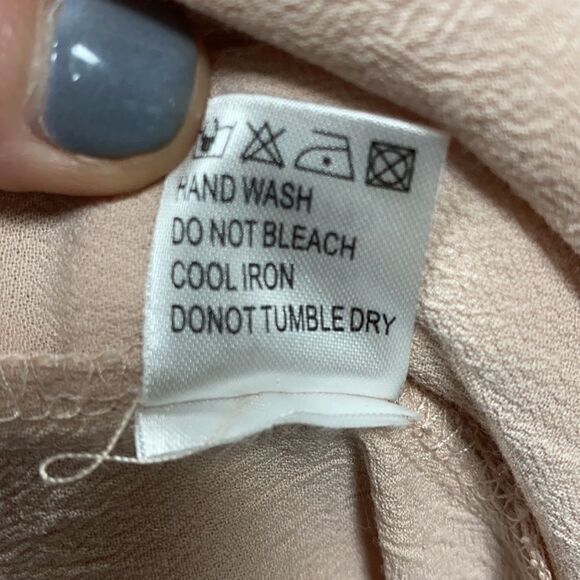 HAND WASH
DO NOT BLEACH
COOL IRON
DONOT TUMBLE DRY